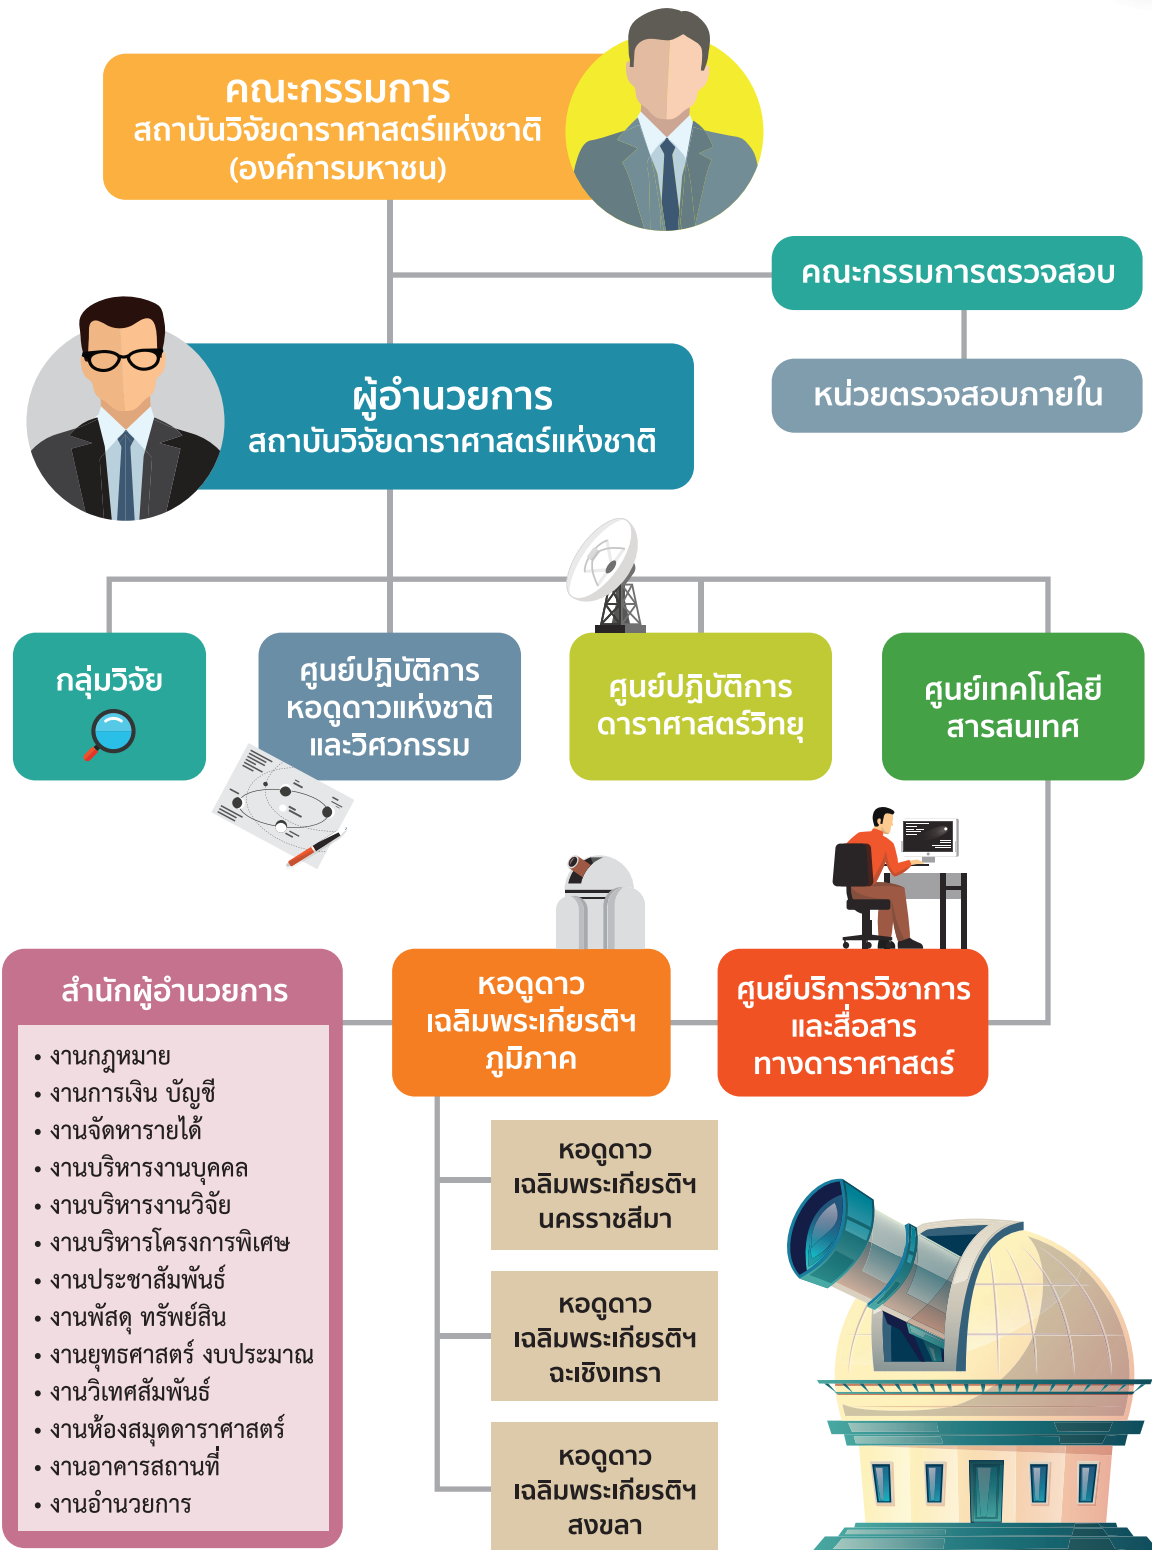 คณะกรรมการ
สถาบันวิจัยดาราศาสตร์แห่งชาติ
(องค์การมหาชน)
คณะกรรมการตรวจสอบ
หน่วยตรวจสอบภายใน
ผู้อำนวยการ
สถาบันวิจัยดาราศาสตร์แห่งชาติ
กลุ่มวิจัย
ศูนย์ปฏิบัติการ
หอดูดาวแห่งชาติ
และวิศวกรรม
ศูนย์ปฏิบัติการ
ดาราศาสตร์วิทยุ
ศูนย์เทคโนโลยี
สารสนเทศ
สำนักผู้อำนวยการ
• งานกฎหมาย
• งานการเงิน บัญชี
• งานจัดหารายได้
• งานบริหารงานบุคคล
• งานบริหารงานวิจัย
• งานบริหารโครงการพิเศษ
• งานประชาสัมพันธ์
• งานพัสดุ ทรัพย์สิน
• งานยุทธศาสตร์ งบประมาณ
• งานวิเทศสัมพันธ์
• งานห้องสมุดดาราศาสตร์
• งานอาคารสถานที่
• งานอำนวยการ
หอดูดาว
เฉลิมพระเกียรติฯ
ภูมิภาค
ศูนย์บริการวิชาการ
และสื่อสาร
ทางดาราศาสตร์
หอดูดาว
เฉลิมพระเกียรติฯ
นครราชสีมา
หอดูดาว
เฉลิมพระเกียรติฯ
ฉะเชิงเทรา
หอดูดาว
เฉลิมพระเกียรติฯ
สงขลา